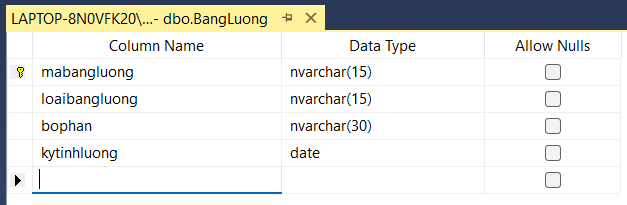 LAPTOP-8N0VFK20\...- dbo.BangLuong
Column Name Data Type Allow Nulls
mabangluong nvarchar(15)
loaibangluong nvarchar(15)
bophan nvarchar(30)
kytinhluong date